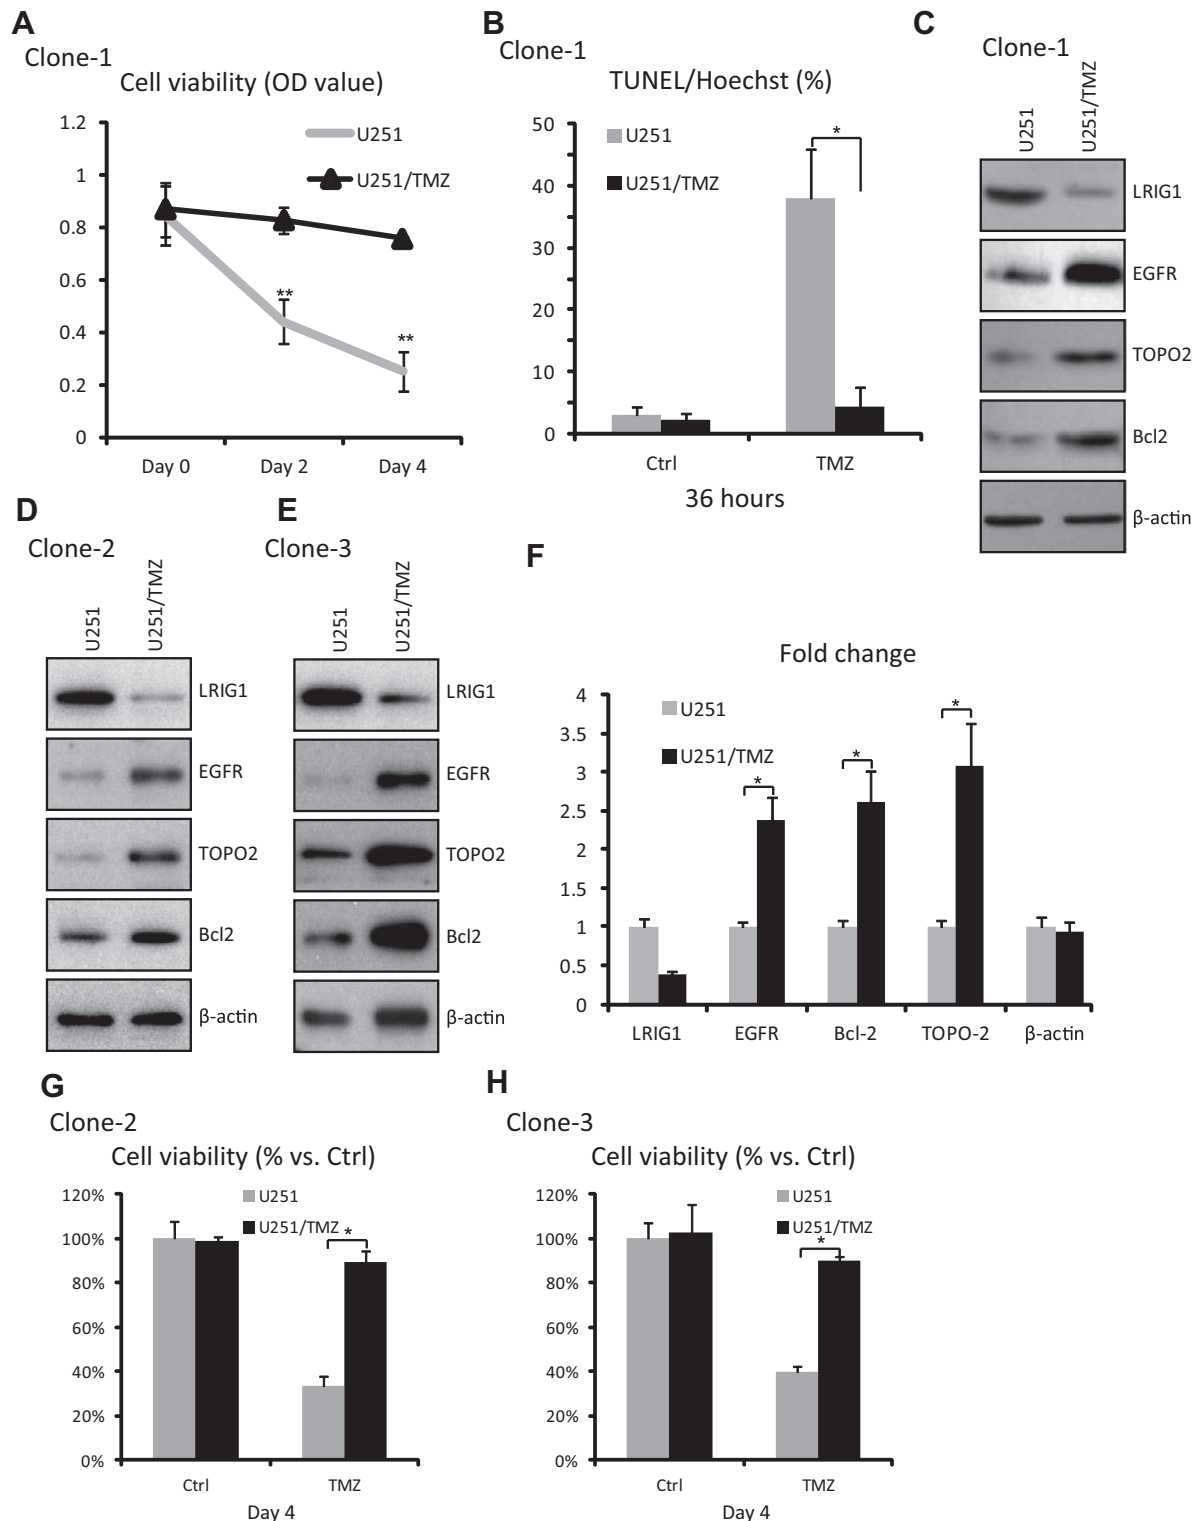 A
Clone-1
Cell viability (OD value)
1.2
1
0.8
0.6
0.4
0.2
0
U251
U251/TMZ
**
**
Day 0 Day 2 Day 4
B
Clone-1
TUNEL/Hoechst (%)
50
40
30
20
10
0
U251
U251/TMZ
*
Ctrl TMZ
36 hours
C
Clone-1
U251 U251/TMZ
LRIG1
EGFR
TOPO2
Bcl2
β-actin
D
Clone-2
U251 U251/TMZ
LRIG1
EGFR
TOPO2
Bcl2
β-actin
E
Clone-3
U251 U251/TMZ
LRIG1
EGFR
TOPO2
Bcl2
β-actin
F
Fold change
4
3.5
3
2.5
2
1.5
1
0.5
0
U251
U251/TMZ
*
*
*
LRIG1 EGFR Bcl-2 TOPO-2 β-actin
G
Clone-2
Cell viability (% vs. Ctrl)
120%
100%
80%
60%
40%
20%
0%
U251
U251/TMZ
*
Ctrl TMZ
Day 4
H
Clone-3
Cell viability (% vs. Ctrl)
120%
100%
80%
60%
40%
20%
0%
U251
U251/TMZ
*
Ctrl TMZ
Day 4